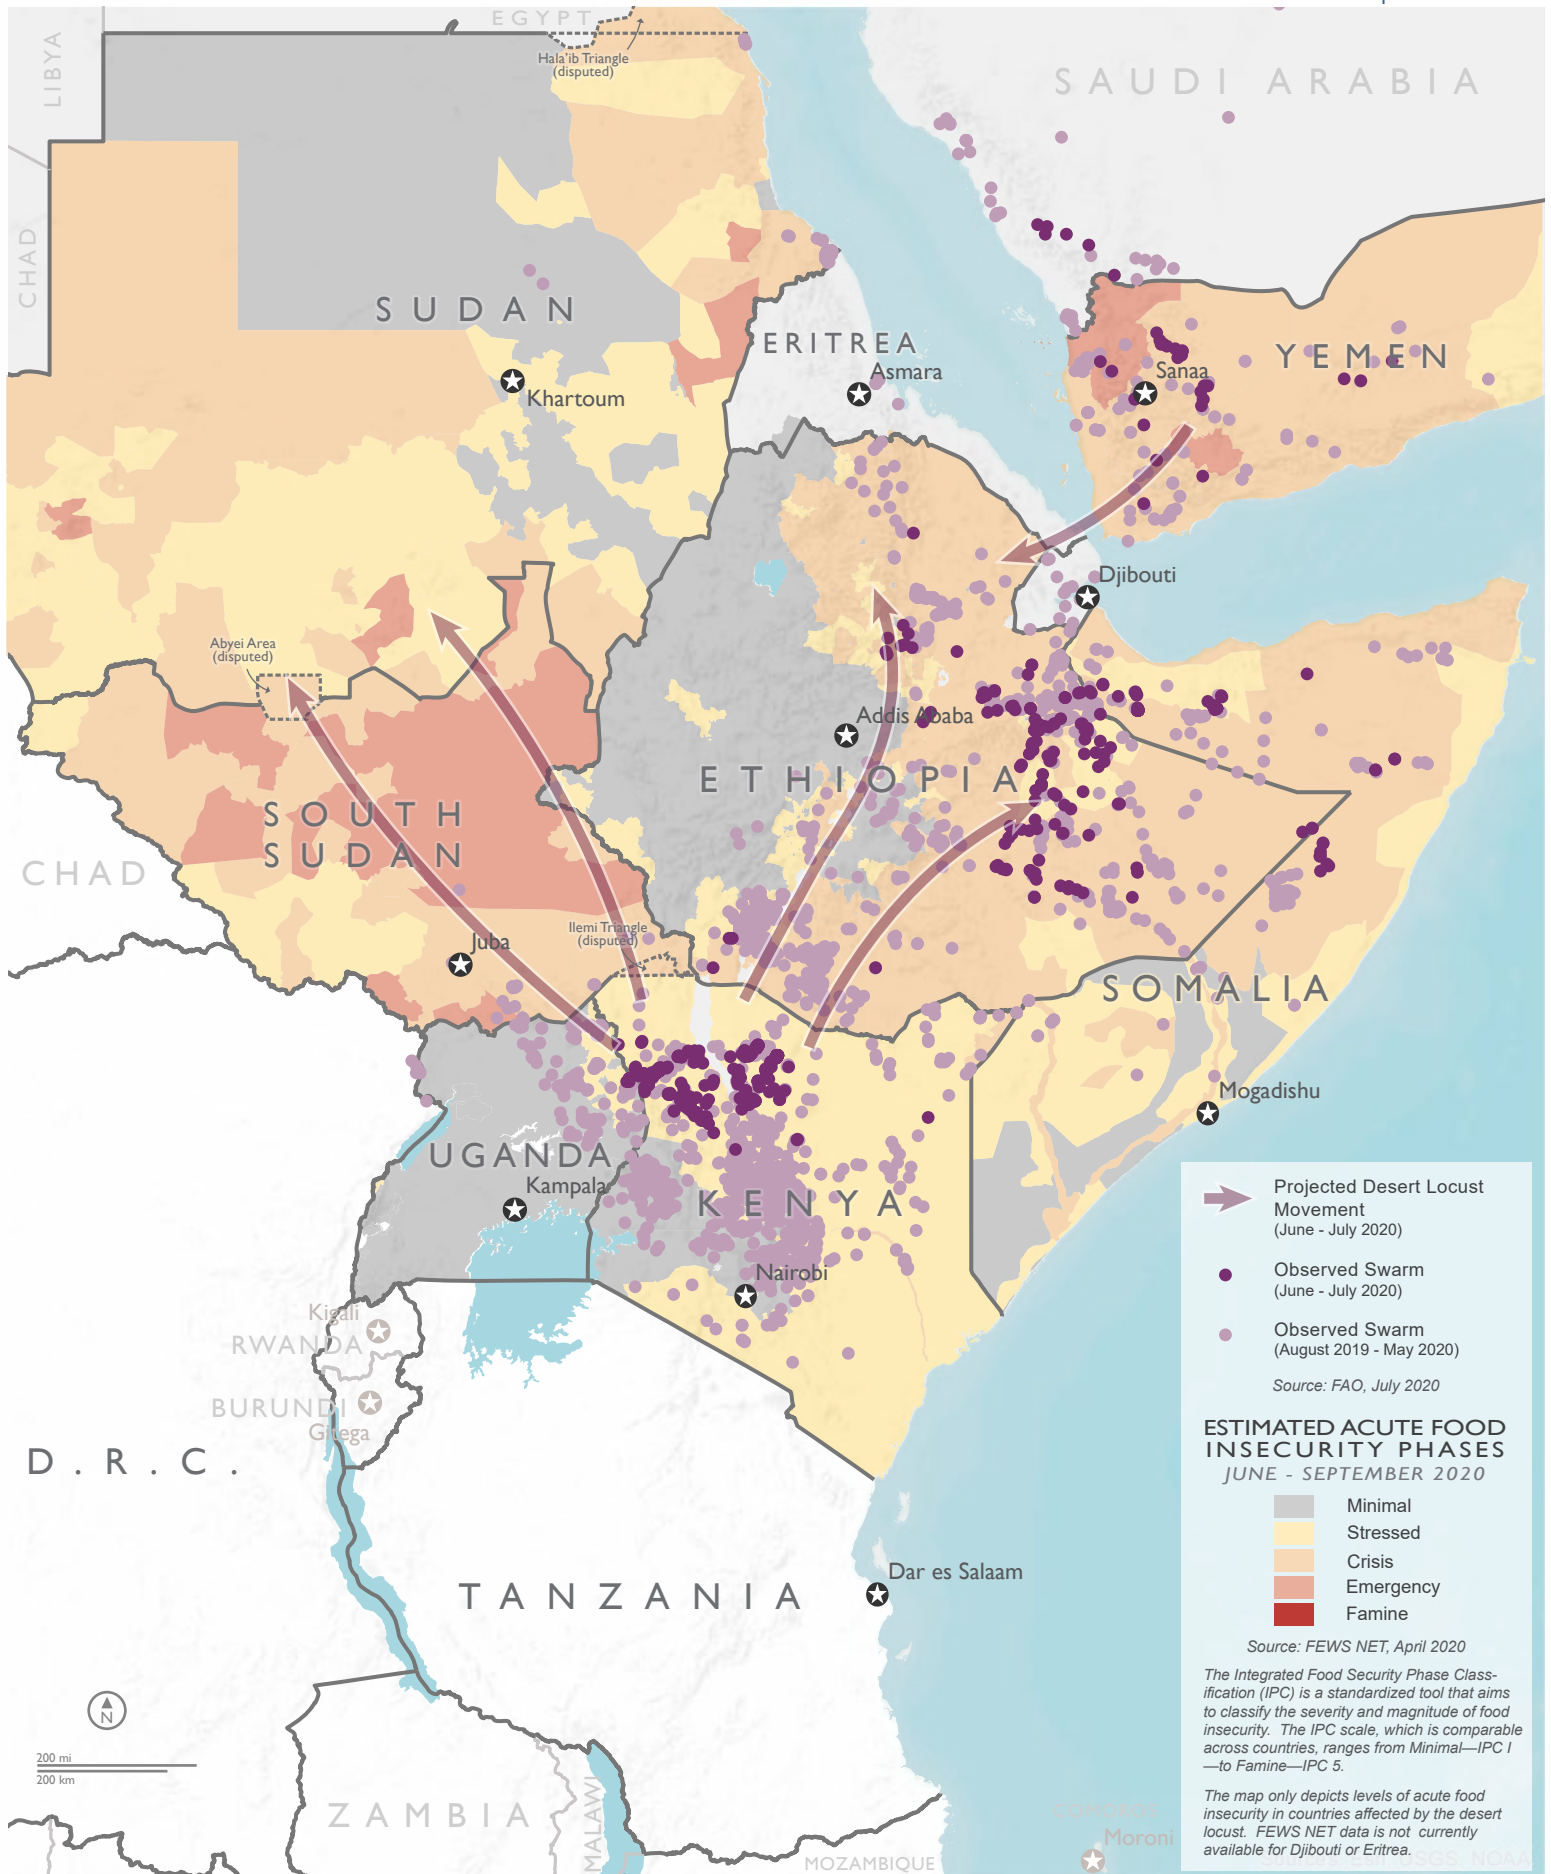 EGYPT
LIBYA
Hala'ib Triangle
(disputed)
SAUDI ARABIA
CHAD
SUDAN
ERITREA
Asmara
YEMEN
Sanaa
Khartoum
Djibouti
Abyei Area
(disputed)
Addis Ababa
ETHIOPIA
SOUTH
SUDAN
CHAD
Ilemi Triangle
(disputed)
Juba
SOMALIA
Mogadishu
UGANDA
Kampala
KENYA
Nairobi
Kigali
RWANDA
BURUNDI
Gitega
D.R.C.
TANZANIA
Dar es Salaam
N
200 mi
200 km
ZAMBIA
MALAWI
MOZAMBIQUE
COMOROS
Moroni
Projected Desert Locust
Movement
(June - July 2020)
Observed Swarm
(June - July 2020)
Observed Swarm
(August 2019 - May 2020)
Source: FAO, July 2020
ESTIMATED ACUTE FOOD
INSECURITY PHASES
JUNE - SEPTEMBER 2020
Minimal
Stressed
Crisis
Emergency
Famine
Source: FEWS NET, April 2020
The Integrated Food Security Phase Class-
ification (IPC) is a standardized tool that aims
to classify the severity and magnitude of food
insecurity. The IPC scale, which is comparable
across countries, ranges from Minimal—IPC I
—to Famine—IPC 5.
The map only depicts levels of acute food
insecurity in countries affected by the desert
locust. FEWS NET data is not currently
available for Djibouti or Eritrea.
Sources: Esri, USGS, NOAA